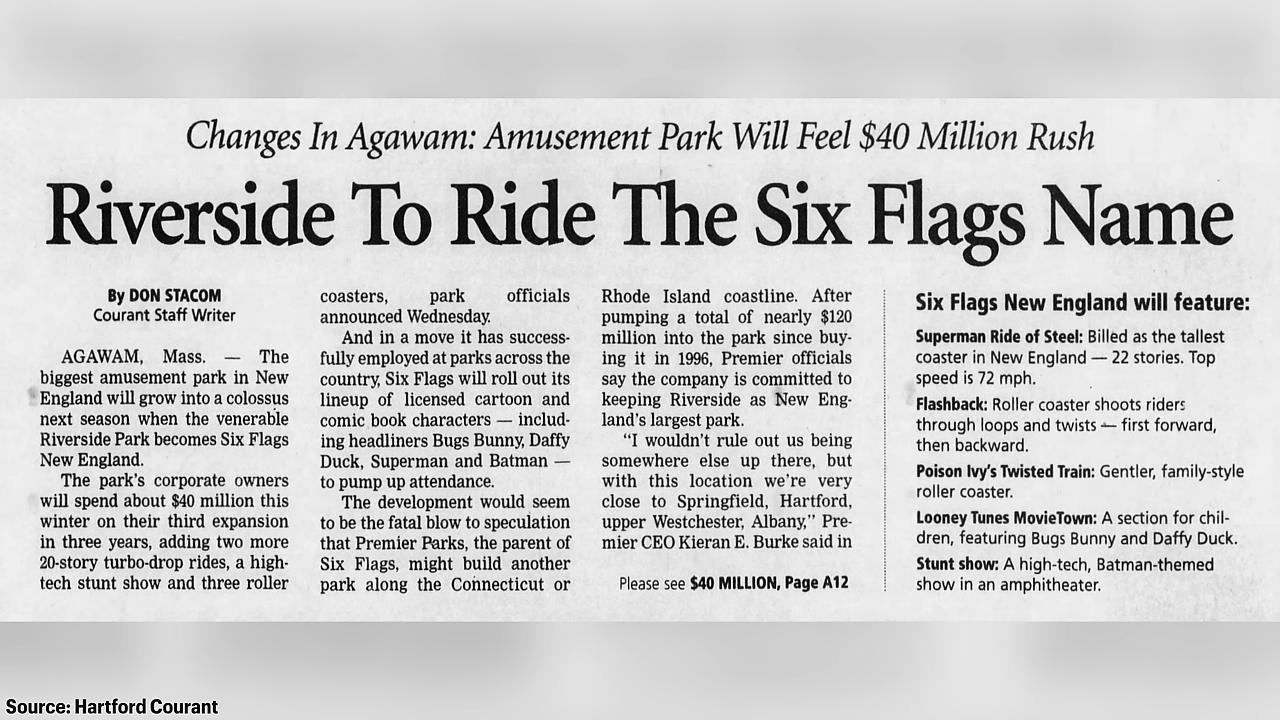 Changes In Agawam: Amusement Park Will Feel $40 Million Rush
Riverside To Ride The Six Flags Name
By DON STACOM
Courant Staff Writer
AGAWAM, Mass. — The
biggest amusement park in New
England will grow into a colossus
next season when the venerable
Riverside Park becomes Six Flags
New England.
The park's corporate owners
will spend about $40 million this
winter on their third expansion
in three years, adding two more
20-story turbo-drop rides, a high-
tech stunt show and three roller
coasters, park officials
announced Wednesday.
And in a move it has success-
fully employed at parks across the
country, Six Flags will roll out its
lineup of licensed cartoon and
comic book characters — includ-
ing headliners Bugs Bunny, Daffy
Duck, Superman and Batman —
to pump up attendance.
The development would seem
to be the fatal blow to speculation
that Premier Parks, the parent of
Six Flags, might build another
park along the Connecticut or
Rhode Island coastline. After
pumping a total of nearly $120
million into the park since buy-
ing it in 1996, Premier officials
say the company is committed to
keeping Riverside as New Eng-
land's largest park.
"I wouldn't rule out us being
somewhere else up there, but
with this location we're very
close to Springfield, Hartford,
upper Westchester, Albany," Pre-
mier CEO Kieran E. Burke said in
Please see $40 MILLION, Page A12
Six Flags New England will feature:
Superman Ride of Steel: Billed as the tallest
coaster in New England — 22 stories. Top
speed is 72 mph.
Flashback: Roller coaster shoots riders
through loops and twists — first forward,
then backward.
Poison Ivy's Twisted Train: Gentler, family-style
roller coaster.
Looney Tunes MovieTown: A section for chil-
dren, featuring Bugs Bunny and Daffy Duck.
Stunt show: A high-tech, Batman-themed
show in an amphitheater.
Source: Hartford Courant